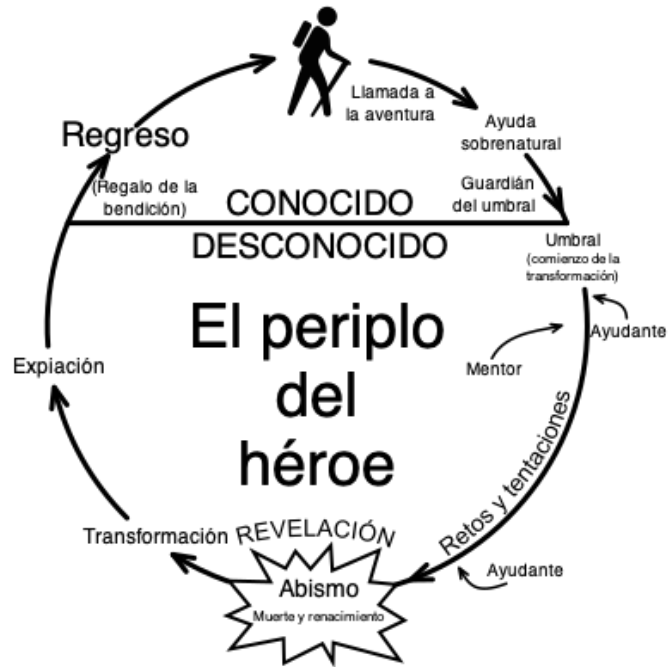 Llamada a
la aventura
Ayuda
sobrenatural
Regreso
(Regalo de la
bendición)
CONOCIDO
Guardián
del umbral
DESCONOCIDO
Umbral
(comienzo de la
transformación)
El periplo
del
héroe
Ayudante
Mentor
Expiación
Retos y tentaciones
Transformación
REVELACIÓN
Ayudante
Abismo
Muerte y renacimiento